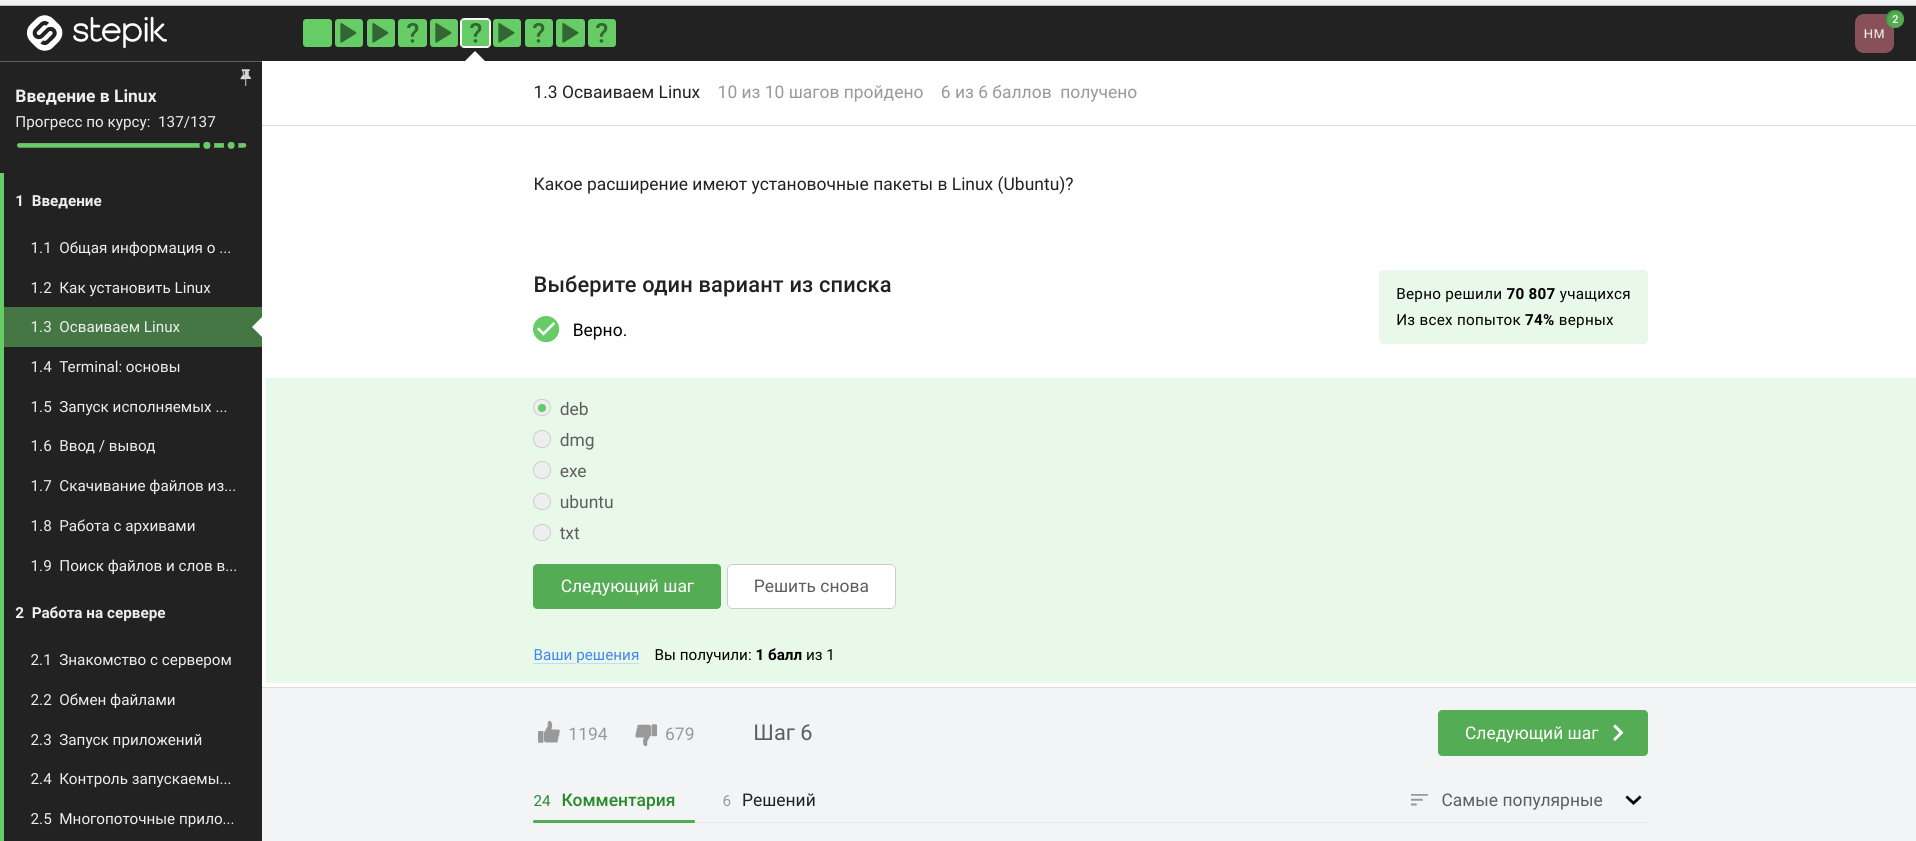 stepik
? ? ? ?
НМ
2
Введение в Linux
Прогресс по курсу: 137/137
1 Введение
1.1 Общая информация о ...
1.2 Как установить Linux
1.3 Осваиваем Linux
1.4 Terminal: основы
1.5 Запуск исполняемых ...
1.6 Ввод / вывод
1.7 Скачивание файлов из...
1.8 Работа с архивами
1.9 Поиск файлов и слов в...
2 Работа на сервере
2.1 Знакомство с сервером
2.2 Обмен файлами
2.3 Запуск приложений
2.4 Контроль запускаемы...
2.5 Многопоточные прило...
1.3 Осваиваем Linux 10 из 10 шагов пройдено 6 из 6 баллов получено
Какое расширение имеют установочные пакеты в Linux (Ubuntu)?
Выберите один вариант из списка
Верно.
Верно решили 70 807 учащихся
Из всех попыток 74% верных
deb
dmg
exe
ubuntu
txt
Следующий шаг Решить снова
Ваши решения Вы получили: 1 балл из 1
1194 679 Шаг 6 Следующий шаг
24 Комментария 6 Решений Самые популярные